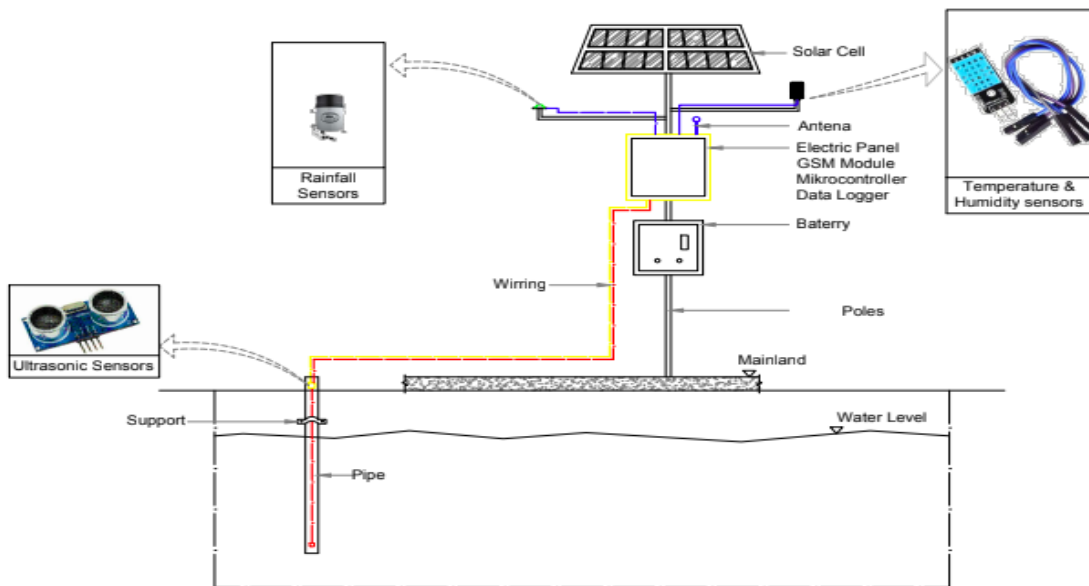 Solar Cell
Rainfall
Sensors
Antena
Electric Panel
GSM Module
Mikrocontroller
Data Logger
Temperature &
Humidity sensors
Baterry
Wirring
Poles
Ultrasonic Sensors
Mainland
Support
Water Level
Pipe